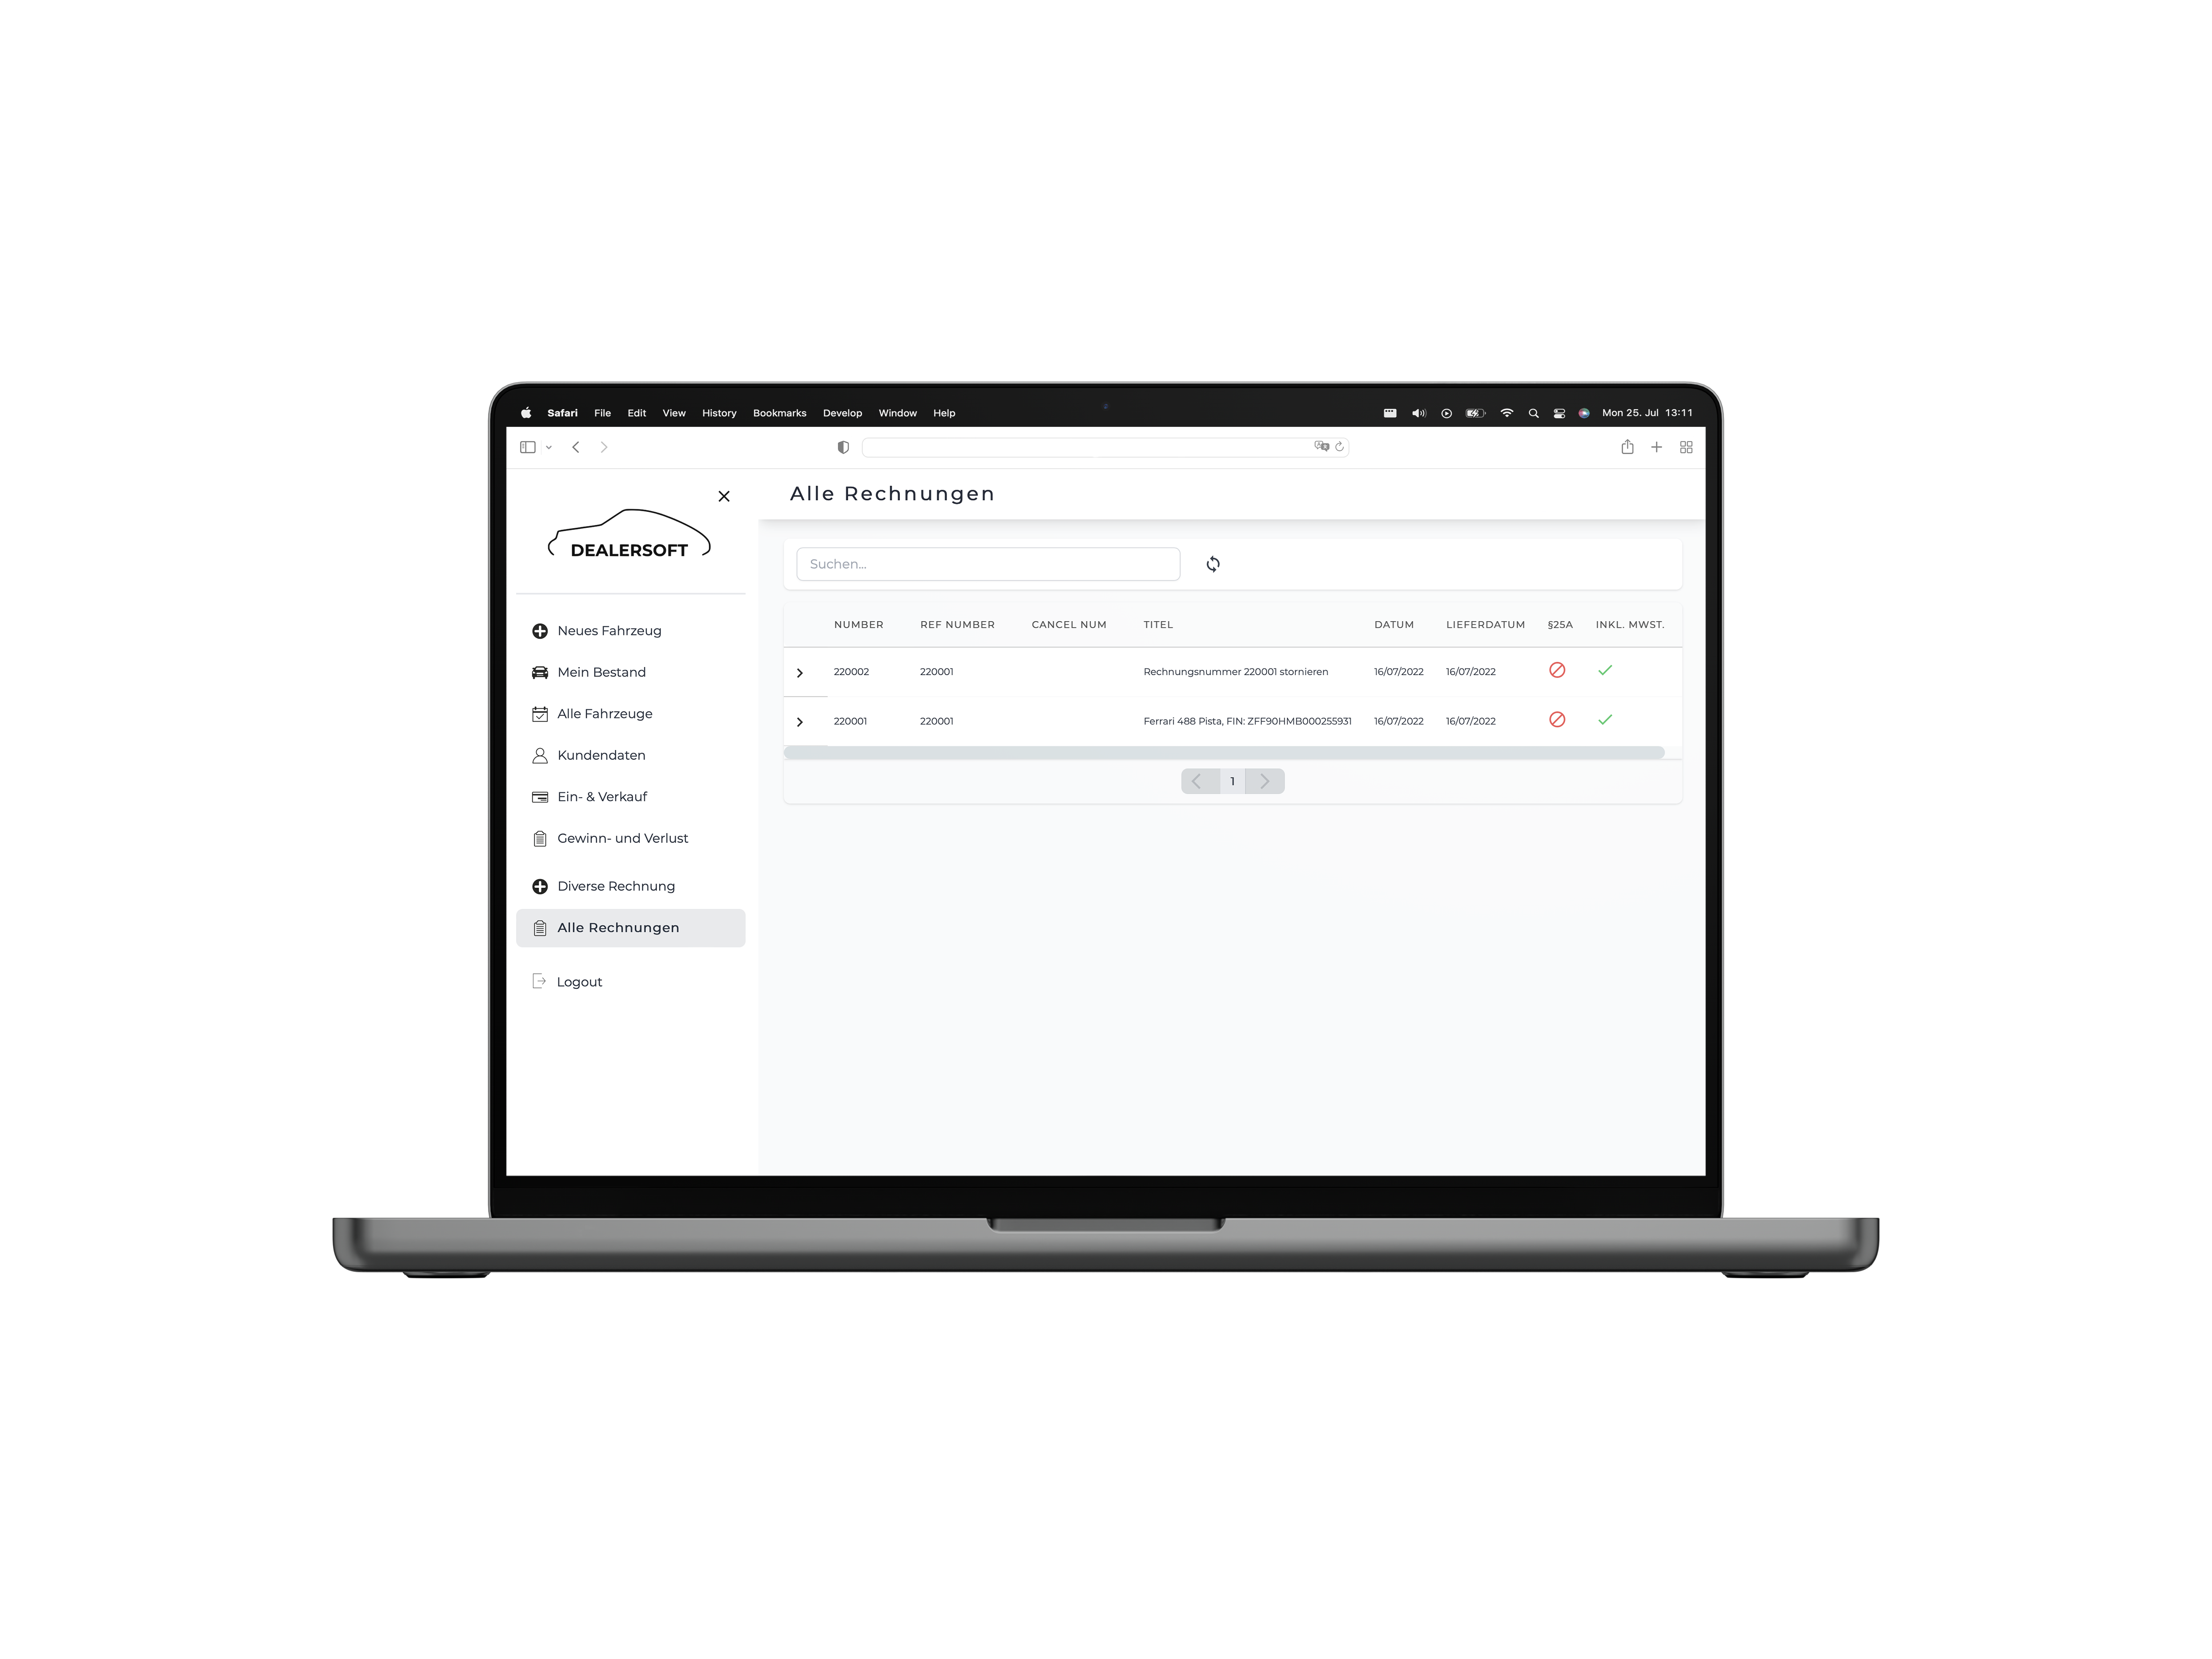 Safari File Edit View History Bookmarks Develop Window Help Mon 25. Jul 13:11
DEALERSOFT
Neues Fahrzeug
Mein Bestand
Alle Fahrzeuge
Kundendaten
Ein- & Verkauf
Gewinn- und Verlust
Diverse Rechnung
Alle Rechnungen
Logout
Alle Rechnungen
Suchen...
NUMBER REF NUMBER CANCEL NUM TITEL DATUM LIEFERDATUM §25A INKL. MWST.
220002 220001 Rechnungsnummer 220001 stornieren 16/07/2022 16/07/2022
220001 220001 Ferrari 488 Pista, FIN: ZFF90HMB000255931 16/07/2022 16/07/2022
1